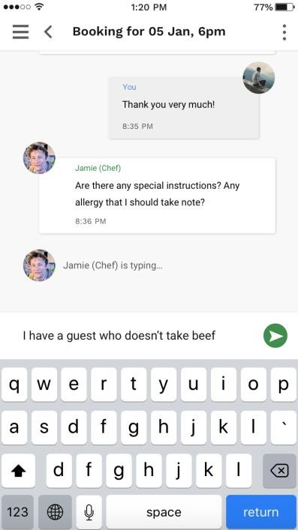 1:20 PM 77%
Booking for 05 Jan, 6pm
You
Thank you very much!
8:35 PM
Jamie (Chef)
Are there any special instructions? Any
allergy that I should take note?
8:36 PM
Jamie (Chef) is typing...
I have a guest who doesn't take beef
q w e r t y u i o p
a s d f g h j k l `
d f g h j k l
123 space return